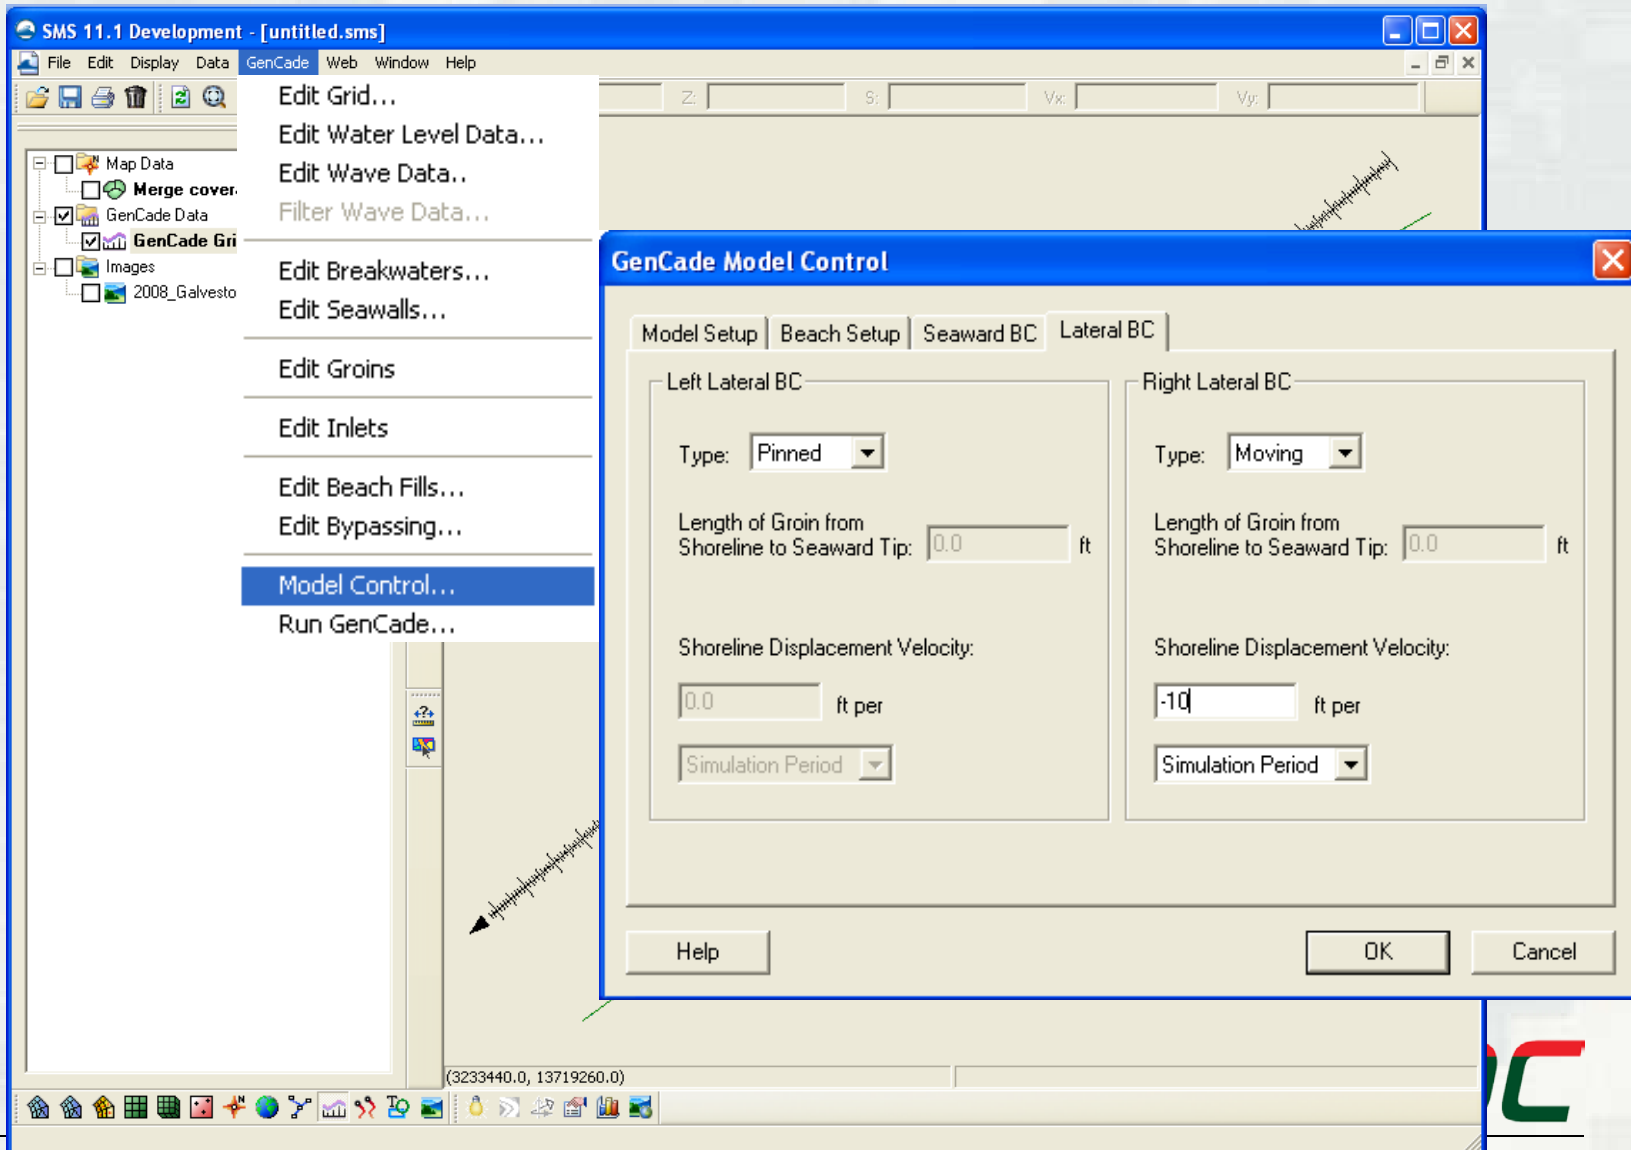 SMS 11.1 Development - [untitled.sms]
File Edit Display Data GenCade Web Window Help
Z: S: Vx: Vy:
Edit Grid...
Edit Water Level Data...
Edit Wave Data..
Filter Wave Data...
Edit Breakwaters...
Edit Seawalls...
Edit Groins
Edit Inlets
Edit Beach Fills...
Edit Bypassing...
Model Control...
Run GenCade...
Map Data
Merge cover
GenCade Data
GenCade Gri
Images
2008_Galvesto
GenCade Model Control
Model Setup Beach Setup Seaward BC Lateral BC
Left Lateral BC
Type: Pinned
Length of Groin from
Shoreline to Seaward Tip: 0.0 ft
Shoreline Displacement Velocity:
0.0 ft per
Simulation Period
Right Lateral BC
Type: Moving
Length of Groin from
Shoreline to Seaward Tip: 0.0 ft
Shoreline Displacement Velocity:
-10 ft per
Simulation Period
Help OK Cancel
(3233440.0, 13719260.0)